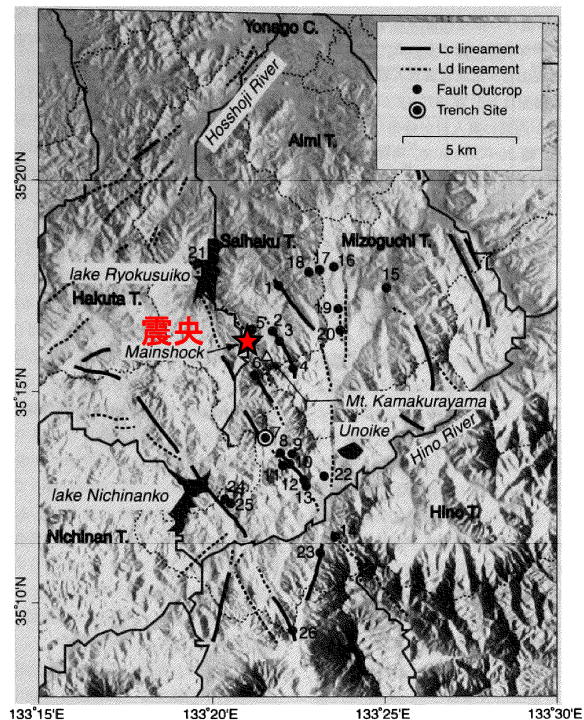 Yonago C.
Lc lineament
Ld lineament
Fault Outcrop
Trench Site
5 km
Hosshoji River
Aimi T.
35°20'N
Saihaku T.
Mizoguchi T.
21
18
17
16
15
lake Ryokusuiko
Hakuta T.
1
19
20
2
5
3
震央
Mainshock
6
4
35°15'N
Mt. Kamakurayama
Unoike
Hino River
7
8
9
10
11
12
13
22
lake Nichinanko
24
25
Hino T.
Nichinan T.
14
23
35°10'N
26
133°15'E
133°20'E
133°25'E
133°30'E